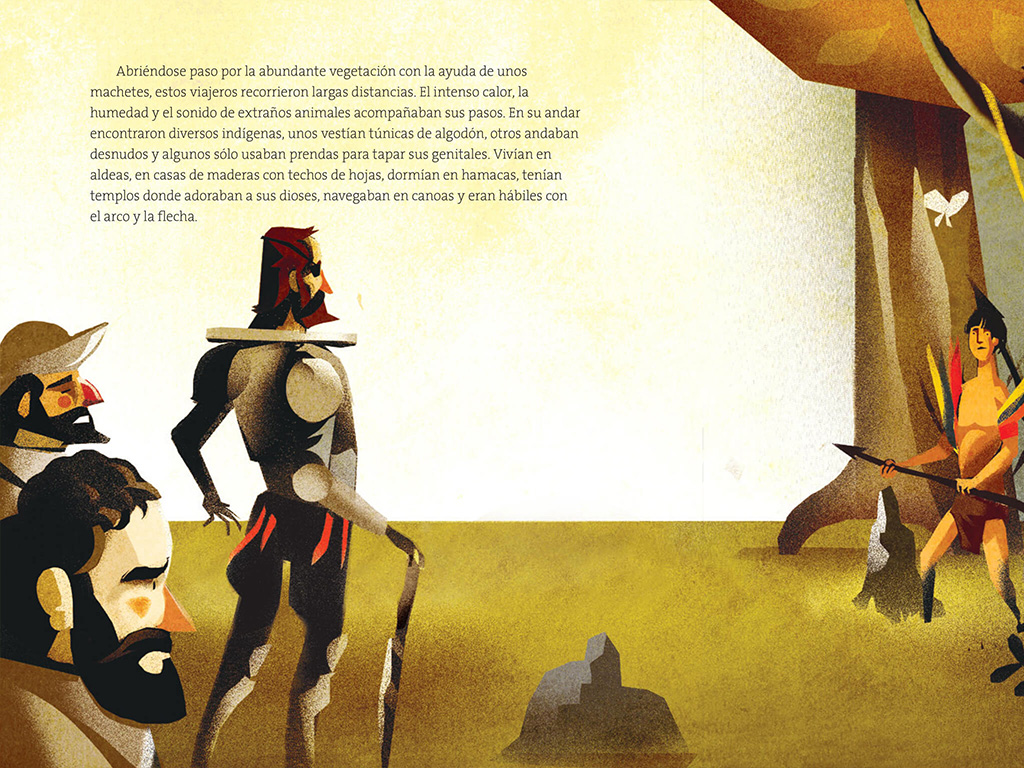 Abriéndose paso por la abundante vegetación con la ayuda de unos
machetes, estos viajeros recorrieron largas distancias. El intenso calor, la
humedad y el sonido de extraños animales acompañaban sus pasos. En su andar
encontraron diversos indígenas, unos vestían túnicas de algodón, otros andaban
desnudos y algunos sólo usaban prendas para tapar sus genitales. Vivían en
aldeas, en casas de maderas con techos de hojas, dormían en hamacas, tenían
templos donde adoraban a sus dioses, navegaban en canoas y eran hábiles con
el arco y la flecha.